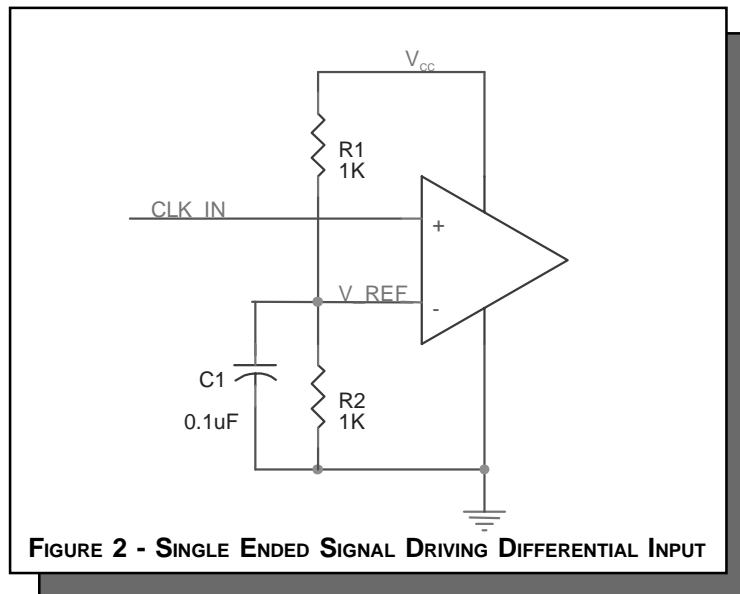 Vcc
R1
1K
CLK_IN
+
V_REF
-
C1
0.1uF
R2
1K
FIGURE 2 - SINGLE ENDED SIGNAL DRIVING DIFFERENTIAL INPUT